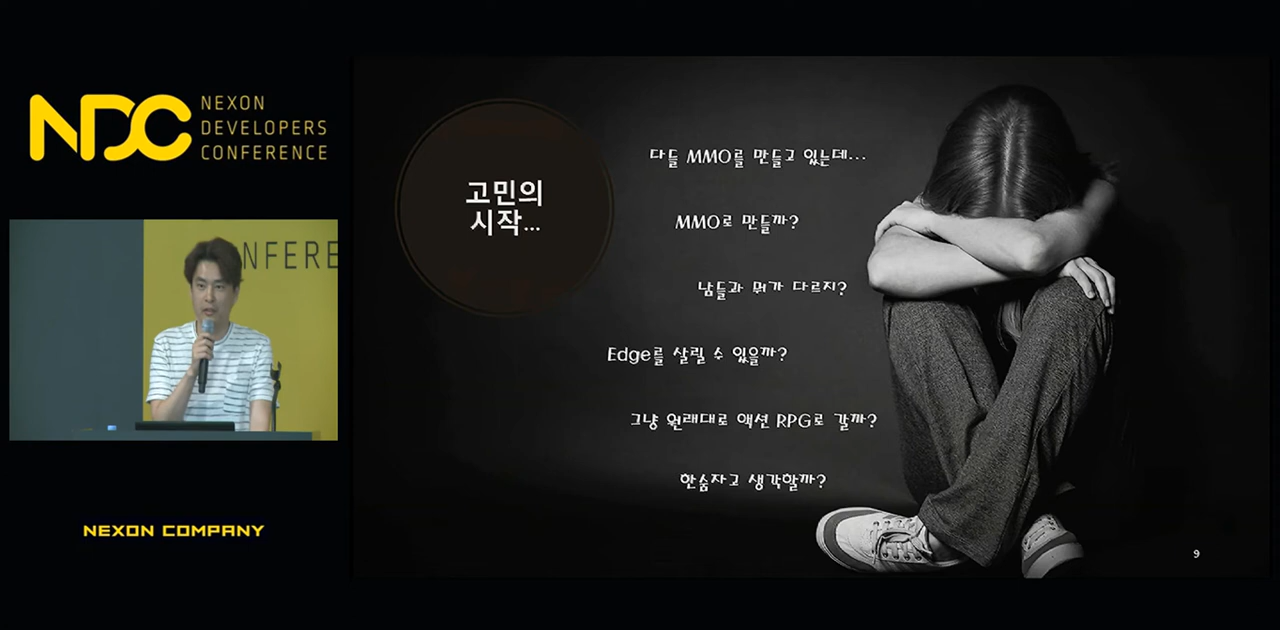 NDC
NEXON
DEVELOPERS
CONFERENCE
NFERE
NEXON COMPANY
고민의
시작...
다들 MMO를 만들고 있는데...
MMO로 만들까?
남들과 뭐가 다르지?
Edge를 살릴 수 있을까?
그냥 원래대로 액션 RPG로 갈까?
한숨자고 생각할까?
9